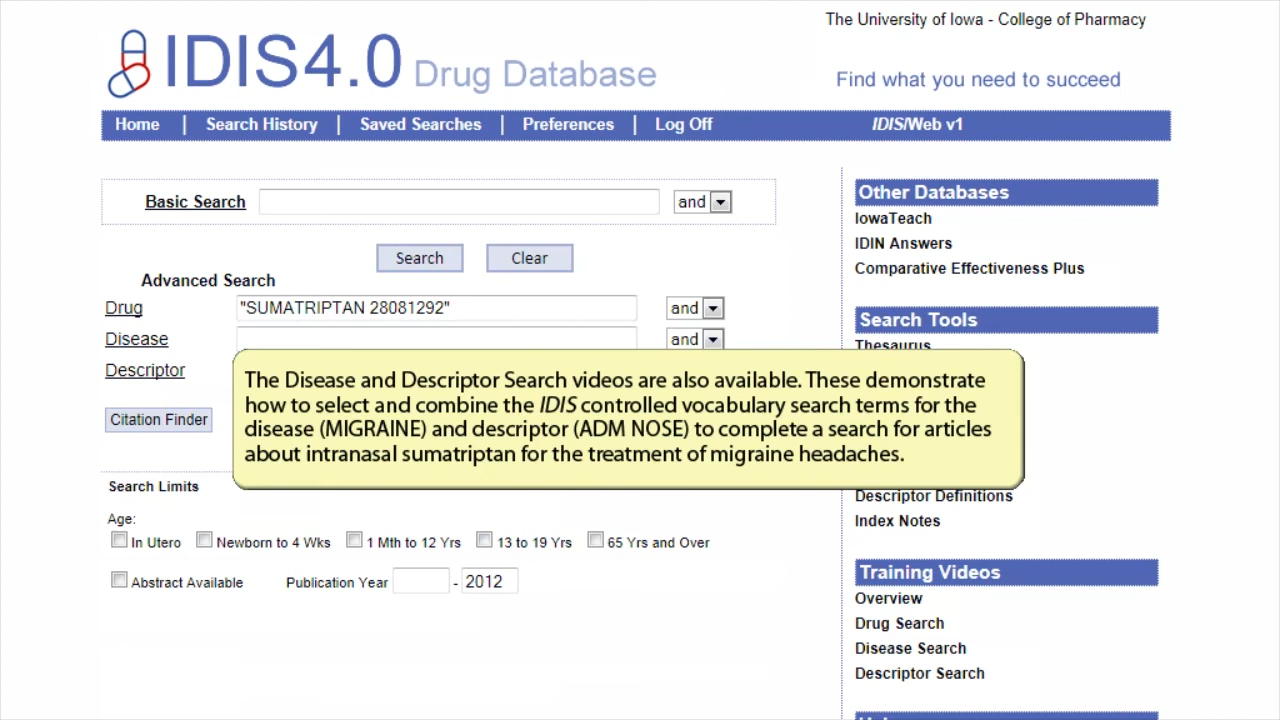 The University of Iowa - College of Pharmacy
IDIS4.0 Drug Database
Find what you need to succeed
Home | Search History | Saved Searches | Preferences | Log Off
IDIS/Web v1
Basic Search
and
Search
Clear
Advanced Search
Drug
"SUMATRIPTAN 28081292"
and
Disease
and
Descriptor
Citation Finder
The Disease and Descriptor Search videos are also available. These demonstrate
how to select and combine the IDIS controlled vocabulary search terms for the
disease (MIGRAINE) and descriptor (ADM NOSE) to complete a search for articles
about intranasal sumatriptan for the treatment of migraine headaches.
Search Limits
Age:
In Utero
Newborn to 4 Wks
1 Mth to 12 Yrs
13 to 19 Yrs
65 Yrs and Over
Abstract Available
Publication Year
- 2012
Other Databases
IowaTeach
IDIN Answers
Comparative Effectiveness Plus
Search Tools
Thesaurus
Descriptor Definitions
Index Notes
Training Videos
Overview
Drug Search
Disease Search
Descriptor Search